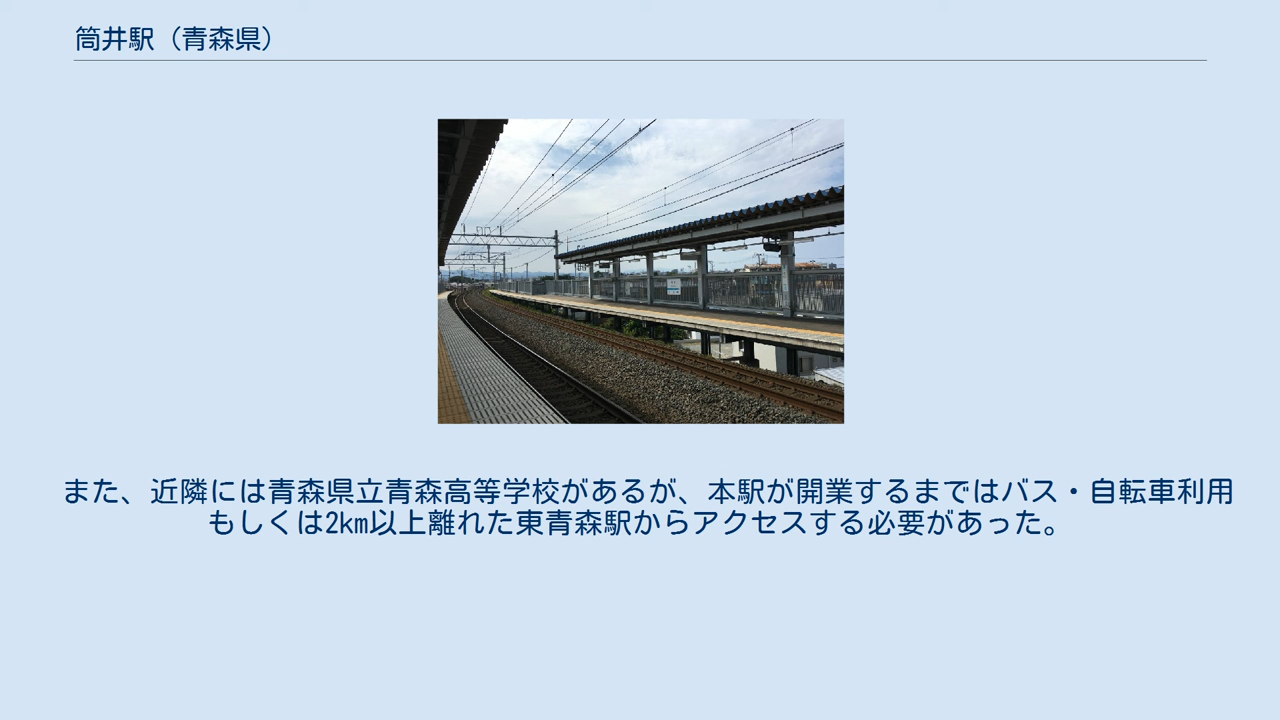 筒井駅（青森県）
また、近隣には青森県立青森高等学校があるが、本駅が開業するまではバス・自転車利用
もしくは2km以上離れた東青森駅からアクセスする必要があった。